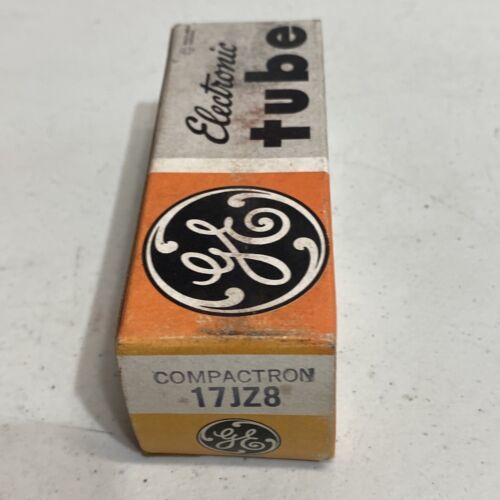 Electronic
tube
GE
COMPACTRON
17JZ8
GE